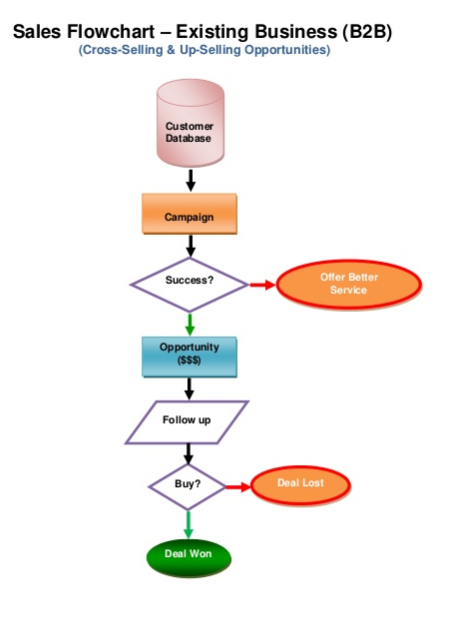 Sales Flowchart – Existing Business (B2B)
(Cross-Selling & Up-Selling Opportunities)
Customer
Database
Campaign
Success?
Offer Better
Service
Opportunity
($$$)
Follow up
Buy?
Deal Lost
Deal Won